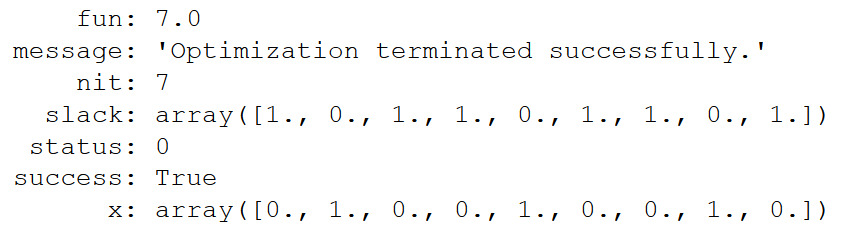 fun: 7.0
message: 'Optimization terminated successfully.'
nit: 7
slack: array([1., 0., 1., 1., 0., 1., 1., 0., 1.])
status: 0
success: True
x: array([0., 1., 0., 0., 1., 0., 0., 1., 0.])